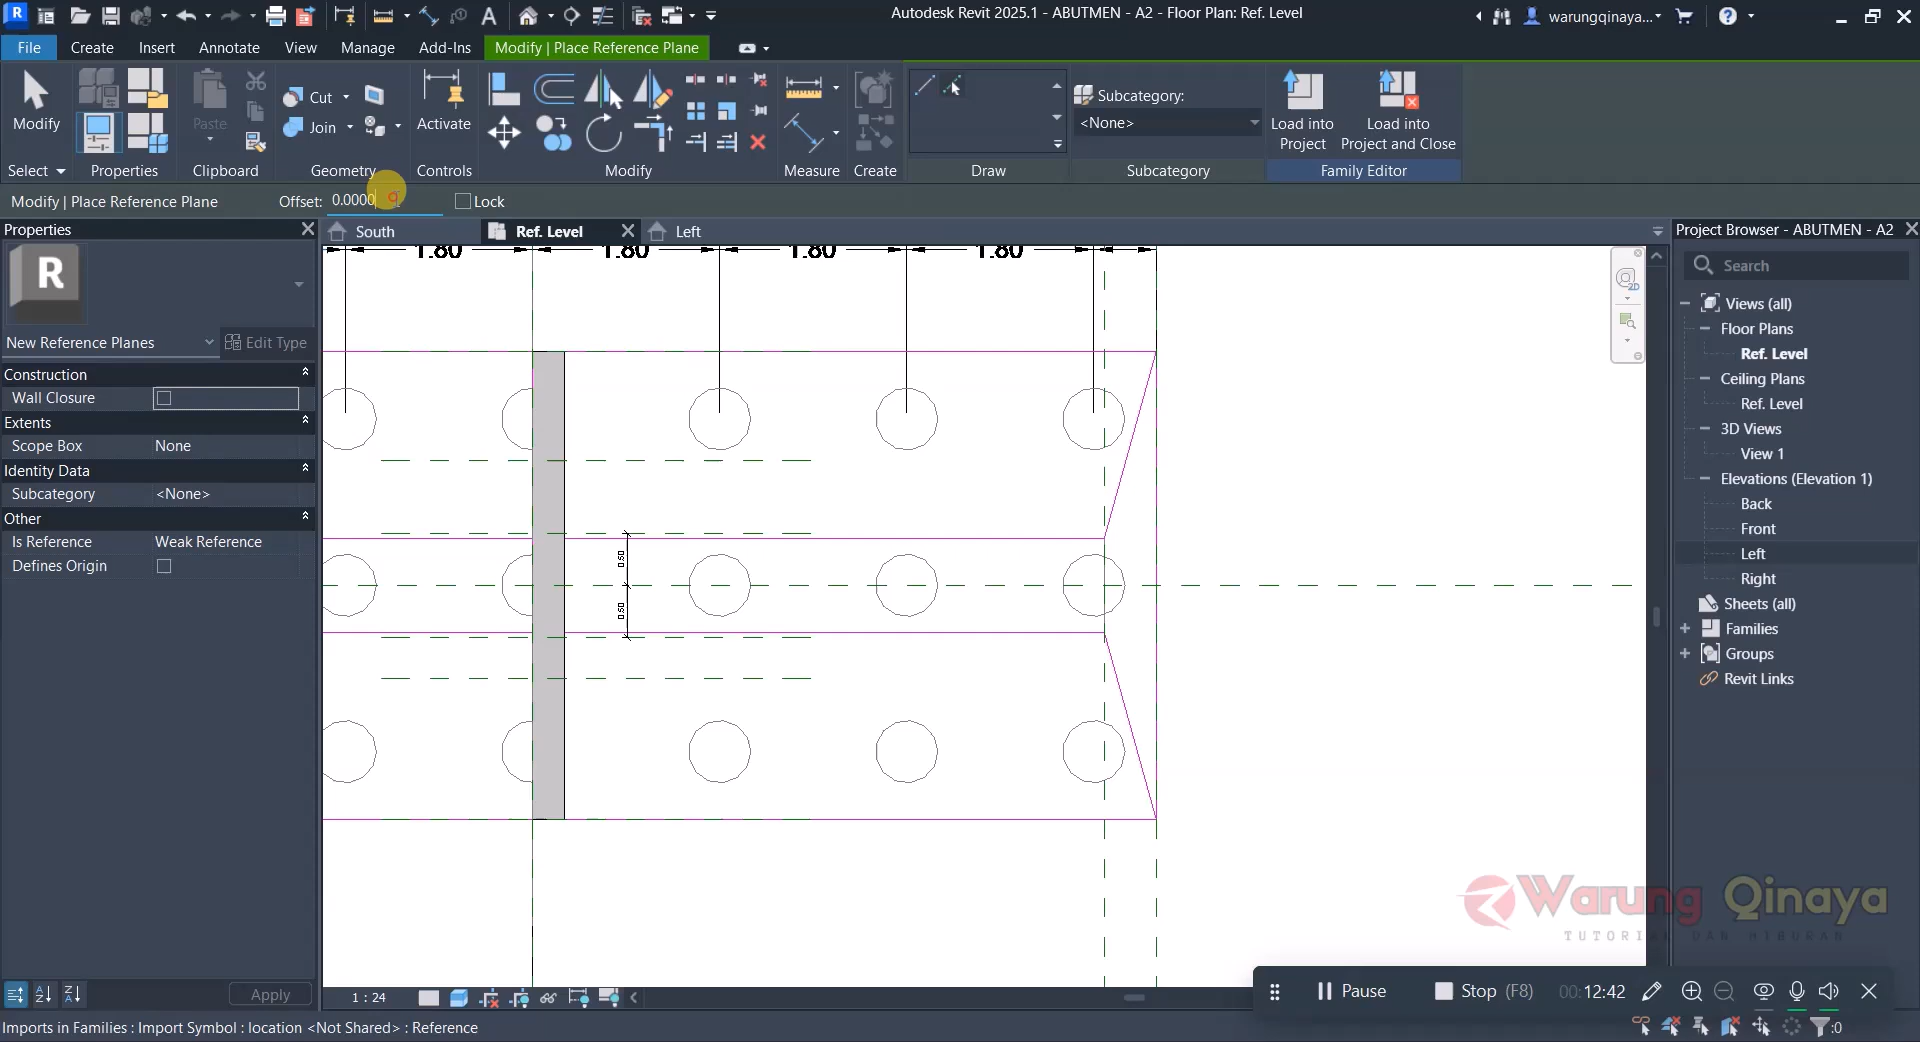 Autodesk Revit 2025.1 - ABUTMEN - A2 - Floor Plan: Ref. Level
warungqinaya...
File
Create
Insert
Annotate
View
Manage
Add-Ins
Modify | Place Reference Plane
Modify
Paste
Cut
Join
Activate
Subcategory:
<None>
Load into
Project
Load into
Project and Close
Select
Properties
Clipboard
Geometry
Controls
Modify
Measure
Create
Draw
Subcategory
Family Editor
Modify | Place Reference Plane
Offset:
0.0000
Lock
Properties
South
Ref. Level
Left
Project Browser - ABUTMEN - A2
R
New Reference Planes
Edit Type
Construction
Wall Closure
Extents
Scope Box
None
Identity Data
Subcategory
<None>
Other
Is Reference
Weak Reference
Defines Origin
Apply
1.80
1.80
1.80
1.80
0.50
0.50
2D
Search
Views (all)
Floor Plans
Ref. Level
Ceiling Plans
Ref. Level
3D Views
View 1
Elevations (Elevation 1)
Back
Front
Left
Right
Sheets (all)
Families
Groups
Revit Links
Warung Qinaya
TUTORIAL DAN HIBURAN
1 : 24
Pause
Stop (F8)
00:12:42
Imports in Families : Import Symbol : location <Not Shared> : Reference
:0